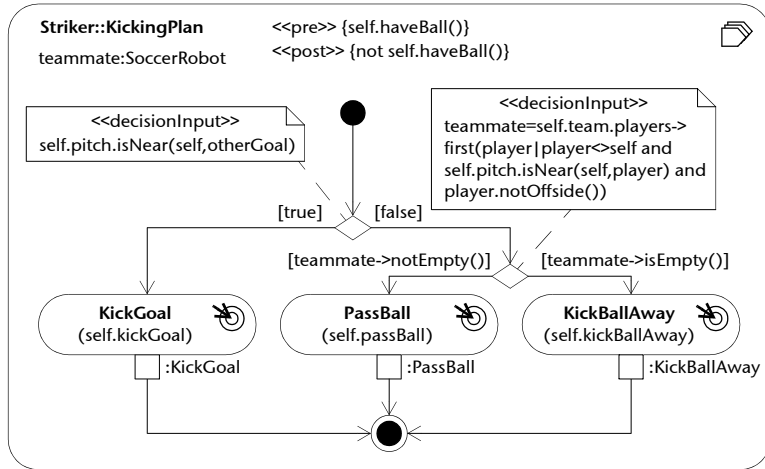 Striker::KickingPlan
<<pre>> {self.haveBall()}
teammate:SoccerRobot
<<post>> {not self.haveBall()}
<<decisionInput>>
self.pitch.isNear(self,otherGoal)
<<decisionInput>>
teammate=self.team.players->
first(player|player<>self and
self.pitch.isNear(self,player) and
player.notOffside())
[true]
[false]
[teammate->notEmpty()]
[teammate->isEmpty()]
KickGoal
(self.kickGoal)
PassBall
(self.passBall)
KickBallAway
(self.kickBallAway)
:KickGoal
:PassBall
:KickBallAway